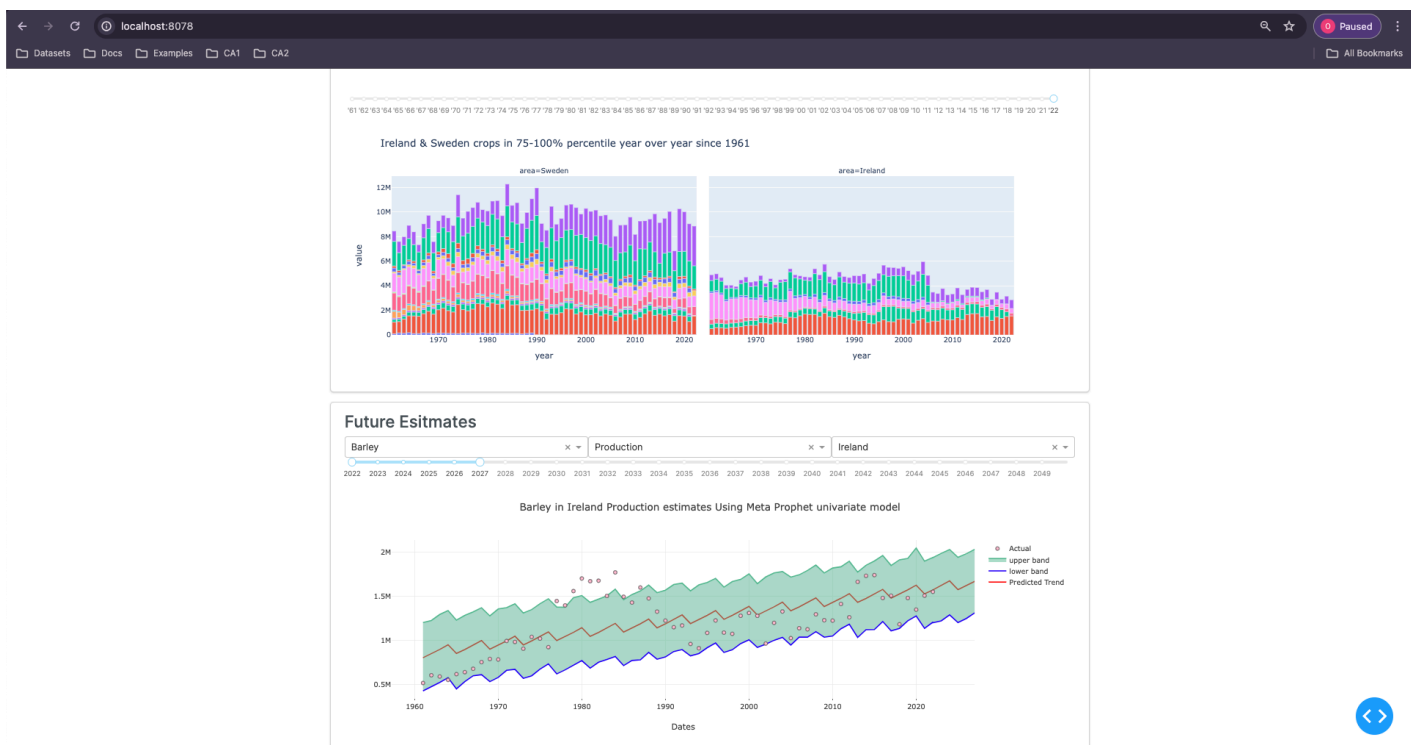 localhost:8078
Paused
Datasets Docs Examples CA1 CA2 All Bookmarks
'61 '62 '63 '64 '65 '66 '67 '68 '69 '70 '71 '72 '73 '74 '75 '76 '77 '78 '79 '80 '81 '82 '83 '84 '85 '86 '87 '88 '89 '90 '91 '92 '93 '94 '95 '96 '97 '98 '99 '00 '01 '02 '03 '04 '05 '06 '07 '08 '09 '10 '11 '12 '13 '14 '15 '16 '17 '18 '19 '20 '21 '22
Ireland & Sweden crops in 75-100% percentile year over year since 1961
area=Sweden area=Ireland
12M
10M
8M
6M
4M
2M
0
value
1970 1980 1990 2000 2010 2020 1970 1980 1990 2000 2010 2020
year year
Future Esitmates
Barley × Production × Ireland ×
2022 2023 2024 2025 2026 2027 2028 2029 2030 2031 2032 2033 2034 2035 2036 2037 2038 2039 2040 2041 2042 2043 2044 2045 2046 2047 2048 2049
Barley in Ireland Production estimates Using Meta Prophet univariate model
Actual
upper band
lower band
Predicted Trend
2M
1.5M
1M
0.5M
1960 1970 1980 1990 2000 2010 2020
Dates